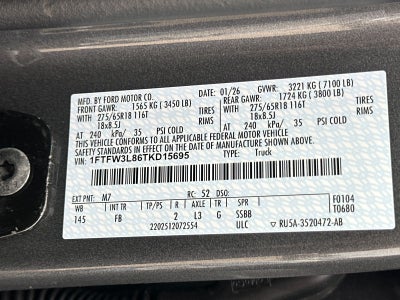 MFD. BY FORD MOTOR CO.
DATE: 01/26 GVWR: 3221 KG (7100 LB)
FRONT GAWR: 1565 KG (3450 LB) REAR GAWR: 1724 KG (3800 LB)
WITH WITH
275/65R18 116T TIRES 275/65R18 116T TIRES
18x8.5J RIMS 18x8.5J RIMS
AT 240 kPa/ 35 PSI COLD AT 240 kPa/ 35 PSI COLD
THIS VEHICLE CONFORMS TO ALL APPLICABLE FEDERAL MOTOR VEHICLE
SAFETY STANDARDS IN EFFECT ON THE DATE OF MANUFACTURE SHOWN ABOVE.
VIN: 1FTFW3L86TKD15695 TYPE: Truck
EXT PNT: M7 RC: 52 DSO:
WB INT TR TP/PS R AXLE TR SPR F0104
145 FB 2 L3 G SSBB T0680
2202512072554 ULC ▽ RU5A-3520472-AB